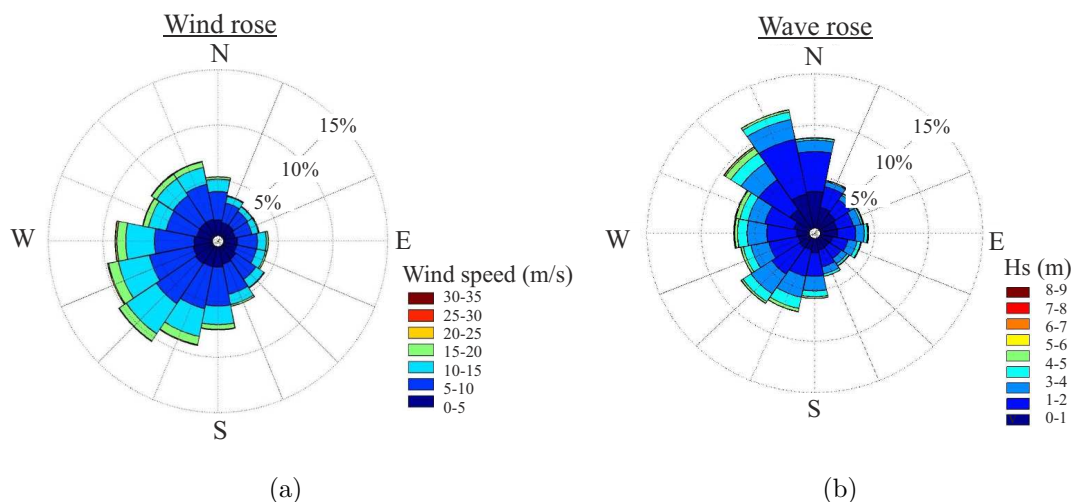 Wind rose
N
15%
10%
5%
W
E
S
Wind speed (m/s)
30-35
25-30
20-25
15-20
10-15
5-10
0-5
(a)
Wave rose
N
15%
10%
5%
W
E
S
Hs (m)
8-9
7-8
6-7
5-6
4-5
3-4
1-2
0-1
(b)